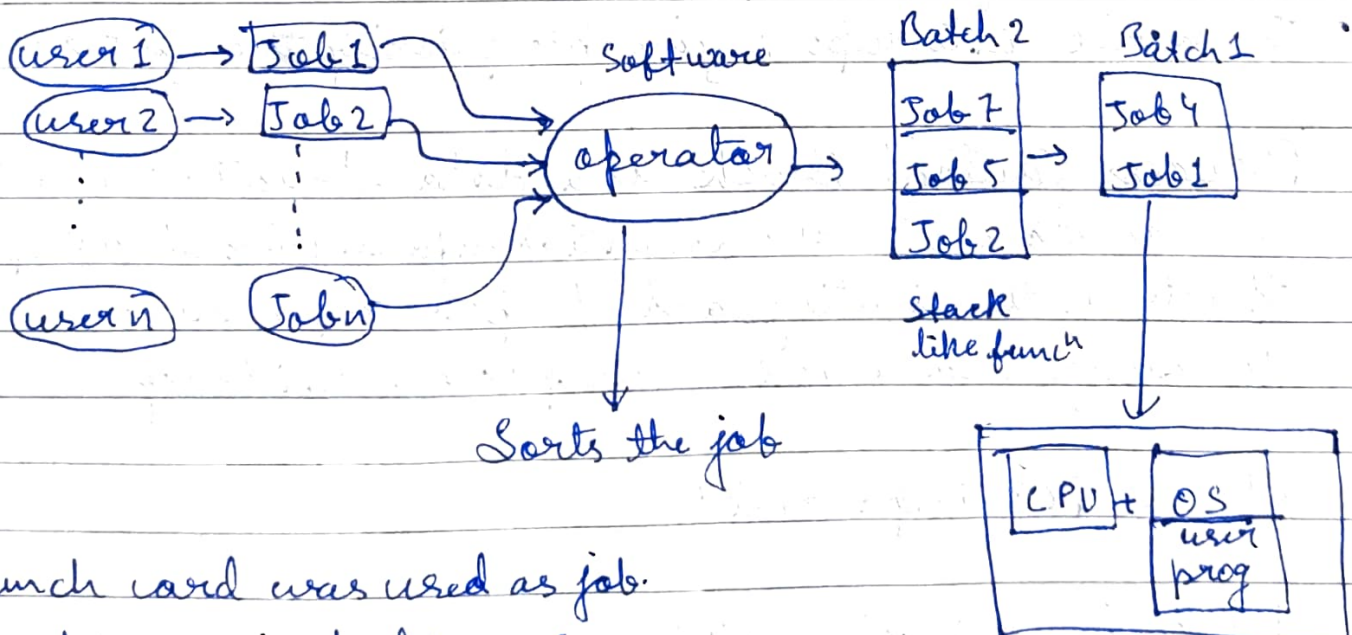 user 1 → Job 1
user 2 → Job 2
user n
Job n
Software
operator
Sorts the job
Batch 2
Job 7
Job 5
Job 2
stack
like funcⁿ
Batch 1
Job 4
Job 1
CPU + OS
user
prog
unch card was used as job.